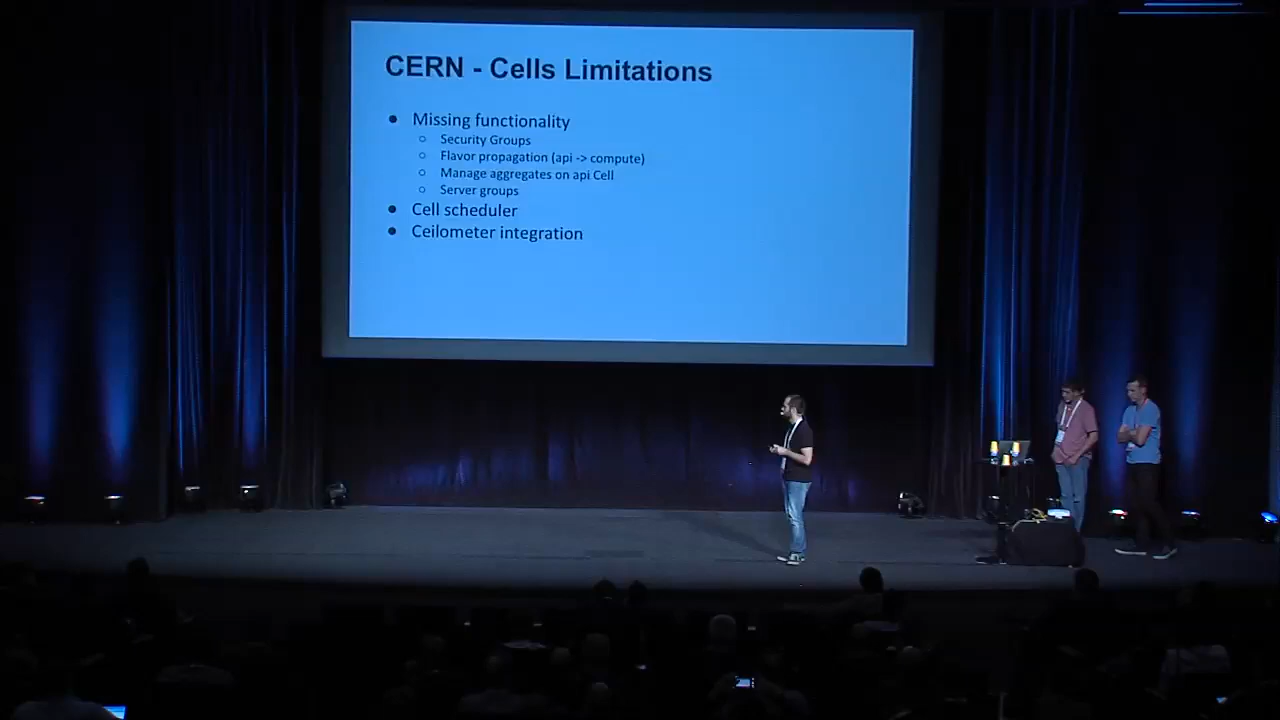 CERN - Cells Limitations
● Missing functionality
○ Security Groups
○ Flavor propagation (api -> compute)
○ Manage aggregates on api Cell
○ Server groups
● Cell scheduler
● Ceilometer integration